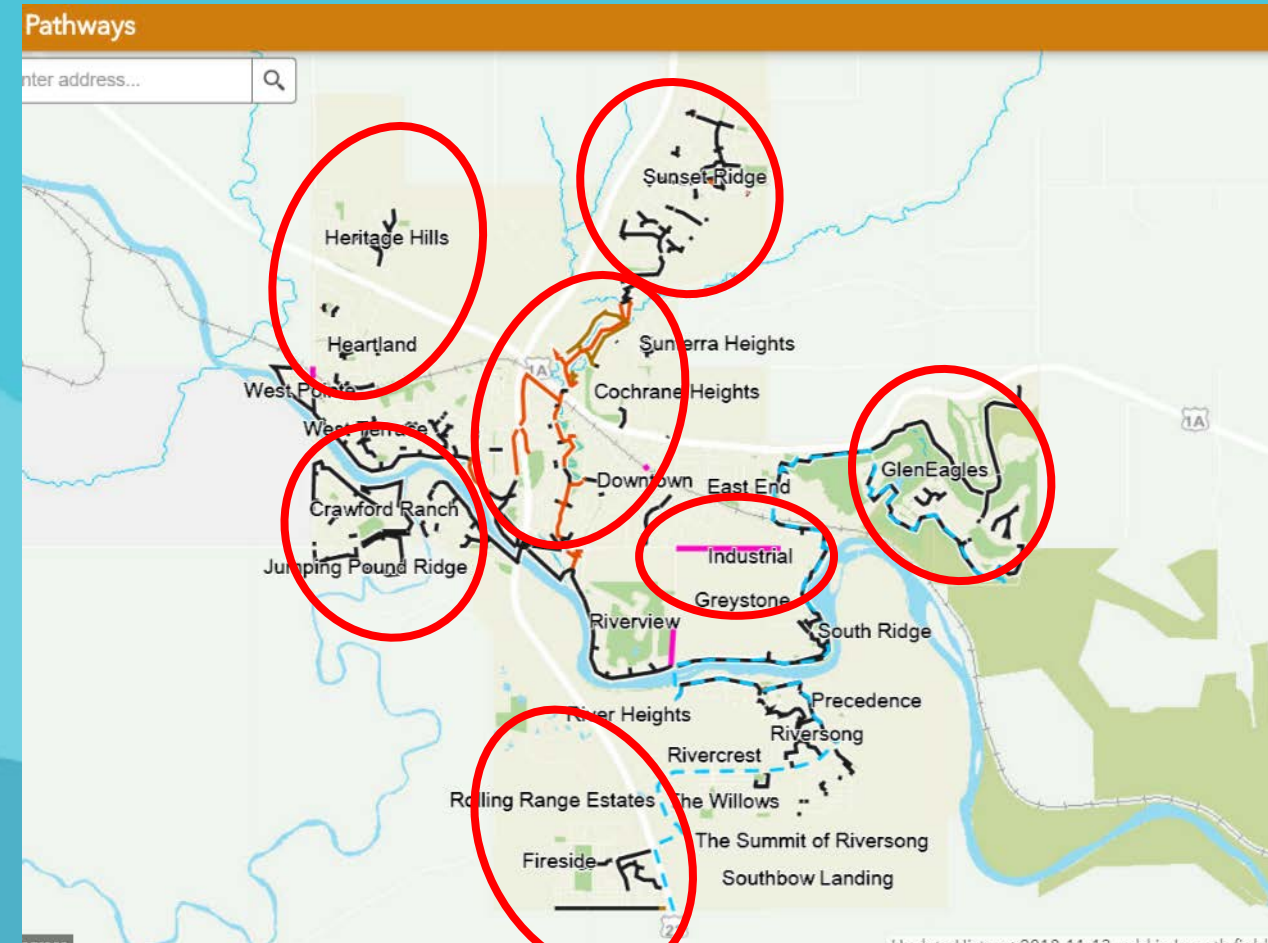 Pathways
nter address...
Sunset Ridge
Heritage Hills
Heartland
Sunterra Heights
1A
West Pointe
Cochrane Heights
1A
West Terrace
GlenEagles
Downtown
East End
Crawford Ranch
Industrial
Jumping Pound Ridge
Greystone
Riverview
South Ridge
Precedence
River Heights
Riversong
Rivercrest
Rolling Range Estates
The Willows
The Summit of Riversong
Fireside
Southbow Landing